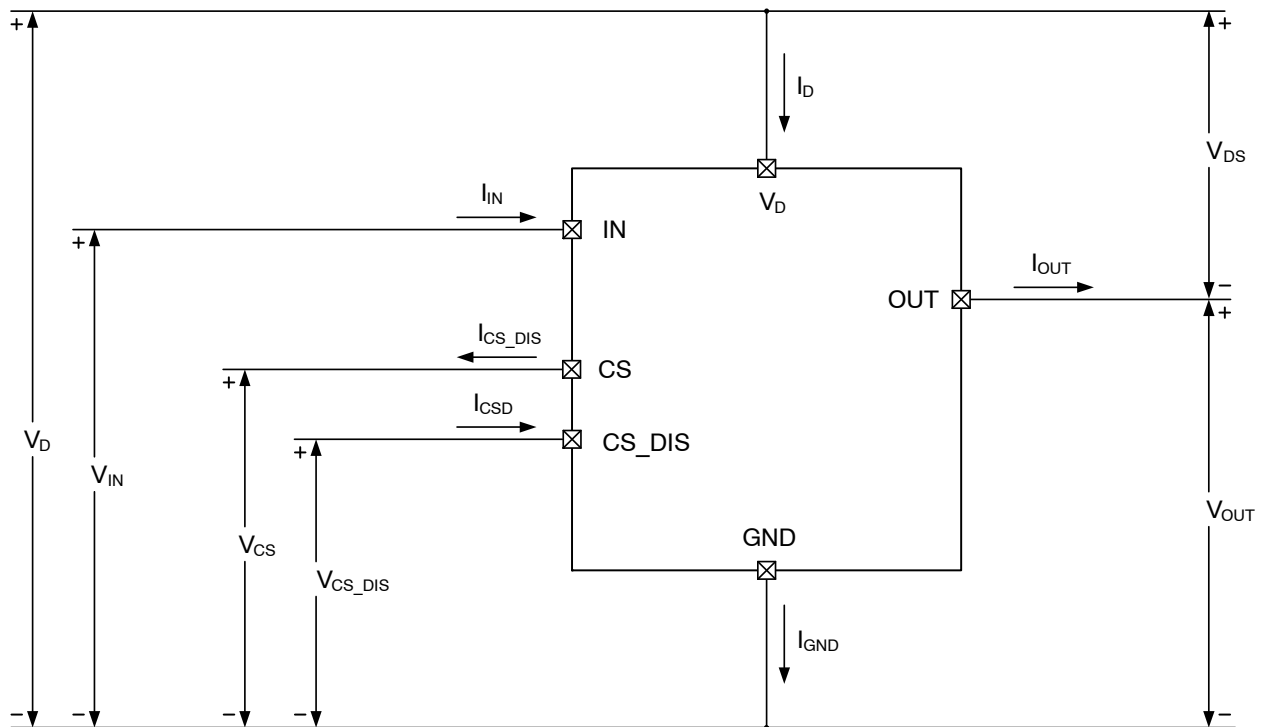 +
+
I_D
V_DS
V_D
I_IN
+
IN
I_OUT
OUT
−
+
I_CS_DIS
+
CS
I_CSD
+
CS_DIS
V_D
V_IN
V_OUT
GND
V_CS
V_CS_DIS
I_GND
−
−
−
−
−